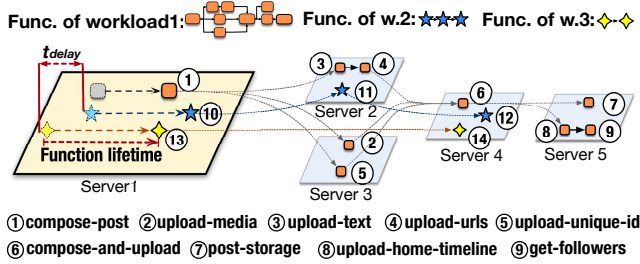 Func. of workload1: Func. of w.2: Func. of w.3:
tdelay
① ③ ④ ⑥ ⑦
⑪
⑩ ⑫ ⑧ ⑨
⑬ Server 2 ② ⑭
Function lifetime Server 4 Server 5
⑤
Server1 Server 3
①compose-post ②upload-media ③upload-text ④upload-urls ⑤upload-unique-id
⑥compose-and-upload ⑦post-storage ⑧upload-home-timeline ⑨get-followers